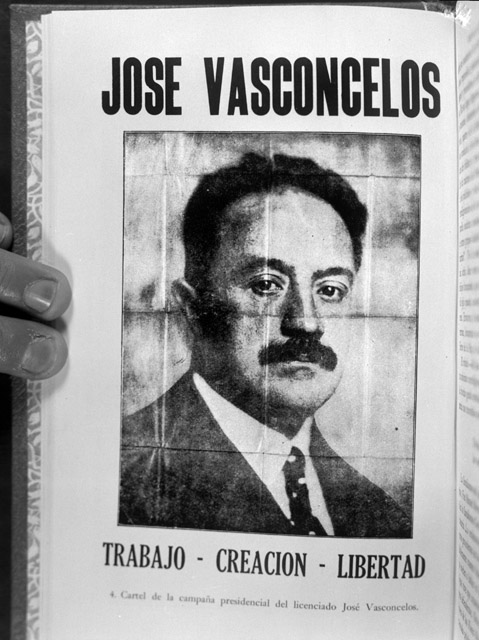 JOSE VASCONCELOS
TRABAJO - CREACION - LIBERTAD
4. Cartel de la campaña presidencial del licenciado José Vasconcelos.